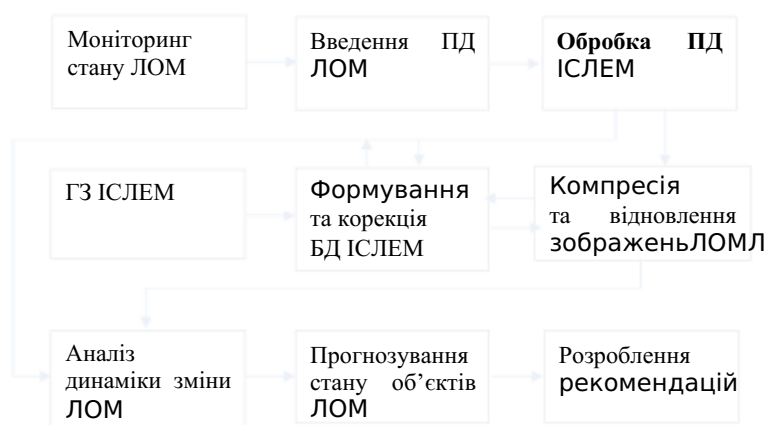 Моніторинг
стану ЛОМ
Введення ПД
ЛОМ
Обробка ПД
ІСЛЕМ
ГЗ ІСЛЕМ
Формування
та корекція
БД ІСЛЕМ
Компресія
та відновлення
зображеньЛОМЛ
Аналіз
динаміки зміни
ЛОМ
Прогнозування
стану об’єктів
ЛОМ
Розроблення
рекомендацій